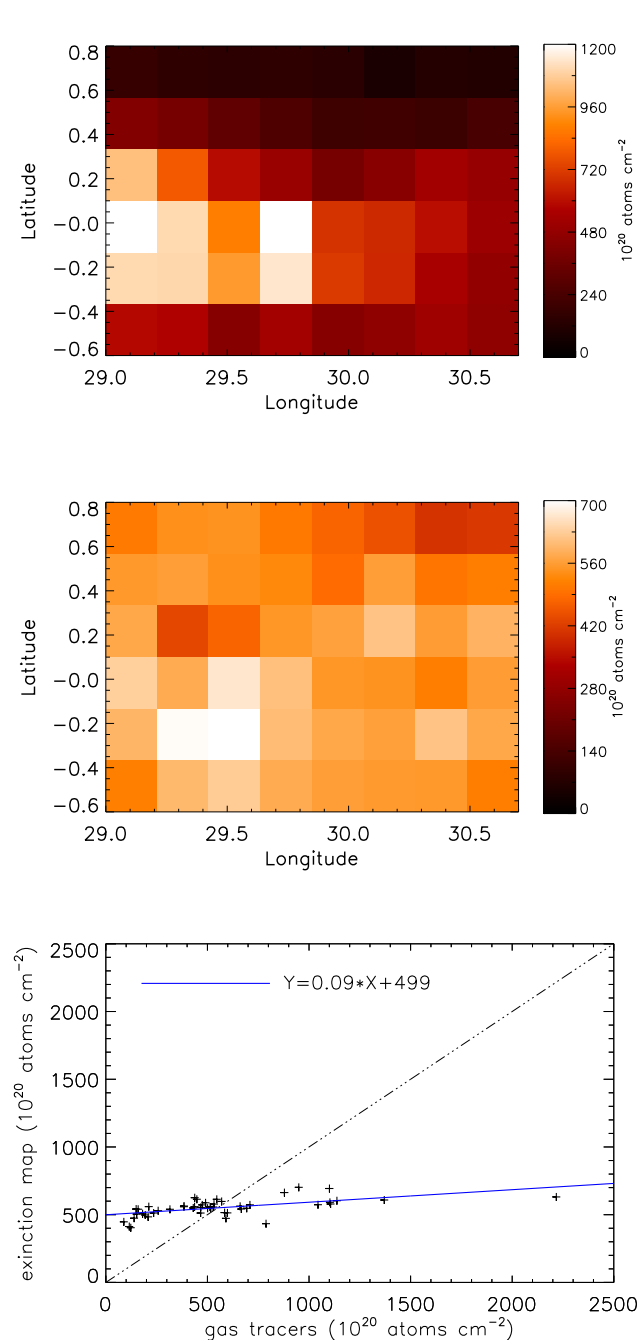 0.8
0.6
0.4
0.2
−0.0
−0.2
−0.4
−0.6
Latitude
29.0 29.5 30.0 30.5
Longitude
1200
960
720
480
240
0
10^20 atoms cm^−2
0.8
0.6
0.4
0.2
−0.0
−0.2
−0.4
−0.6
Latitude
29.0 29.5 30.0 30.5
Longitude
700
560
420
280
140
0
10^20 atoms cm^−2
2500
2000
1500
1000
500
0
exinction map (10^20 atoms cm^−2)
Y=0.09*X+499
0 500 1000 1500 2000 2500
gas tracers (10^20 atoms cm^−2)